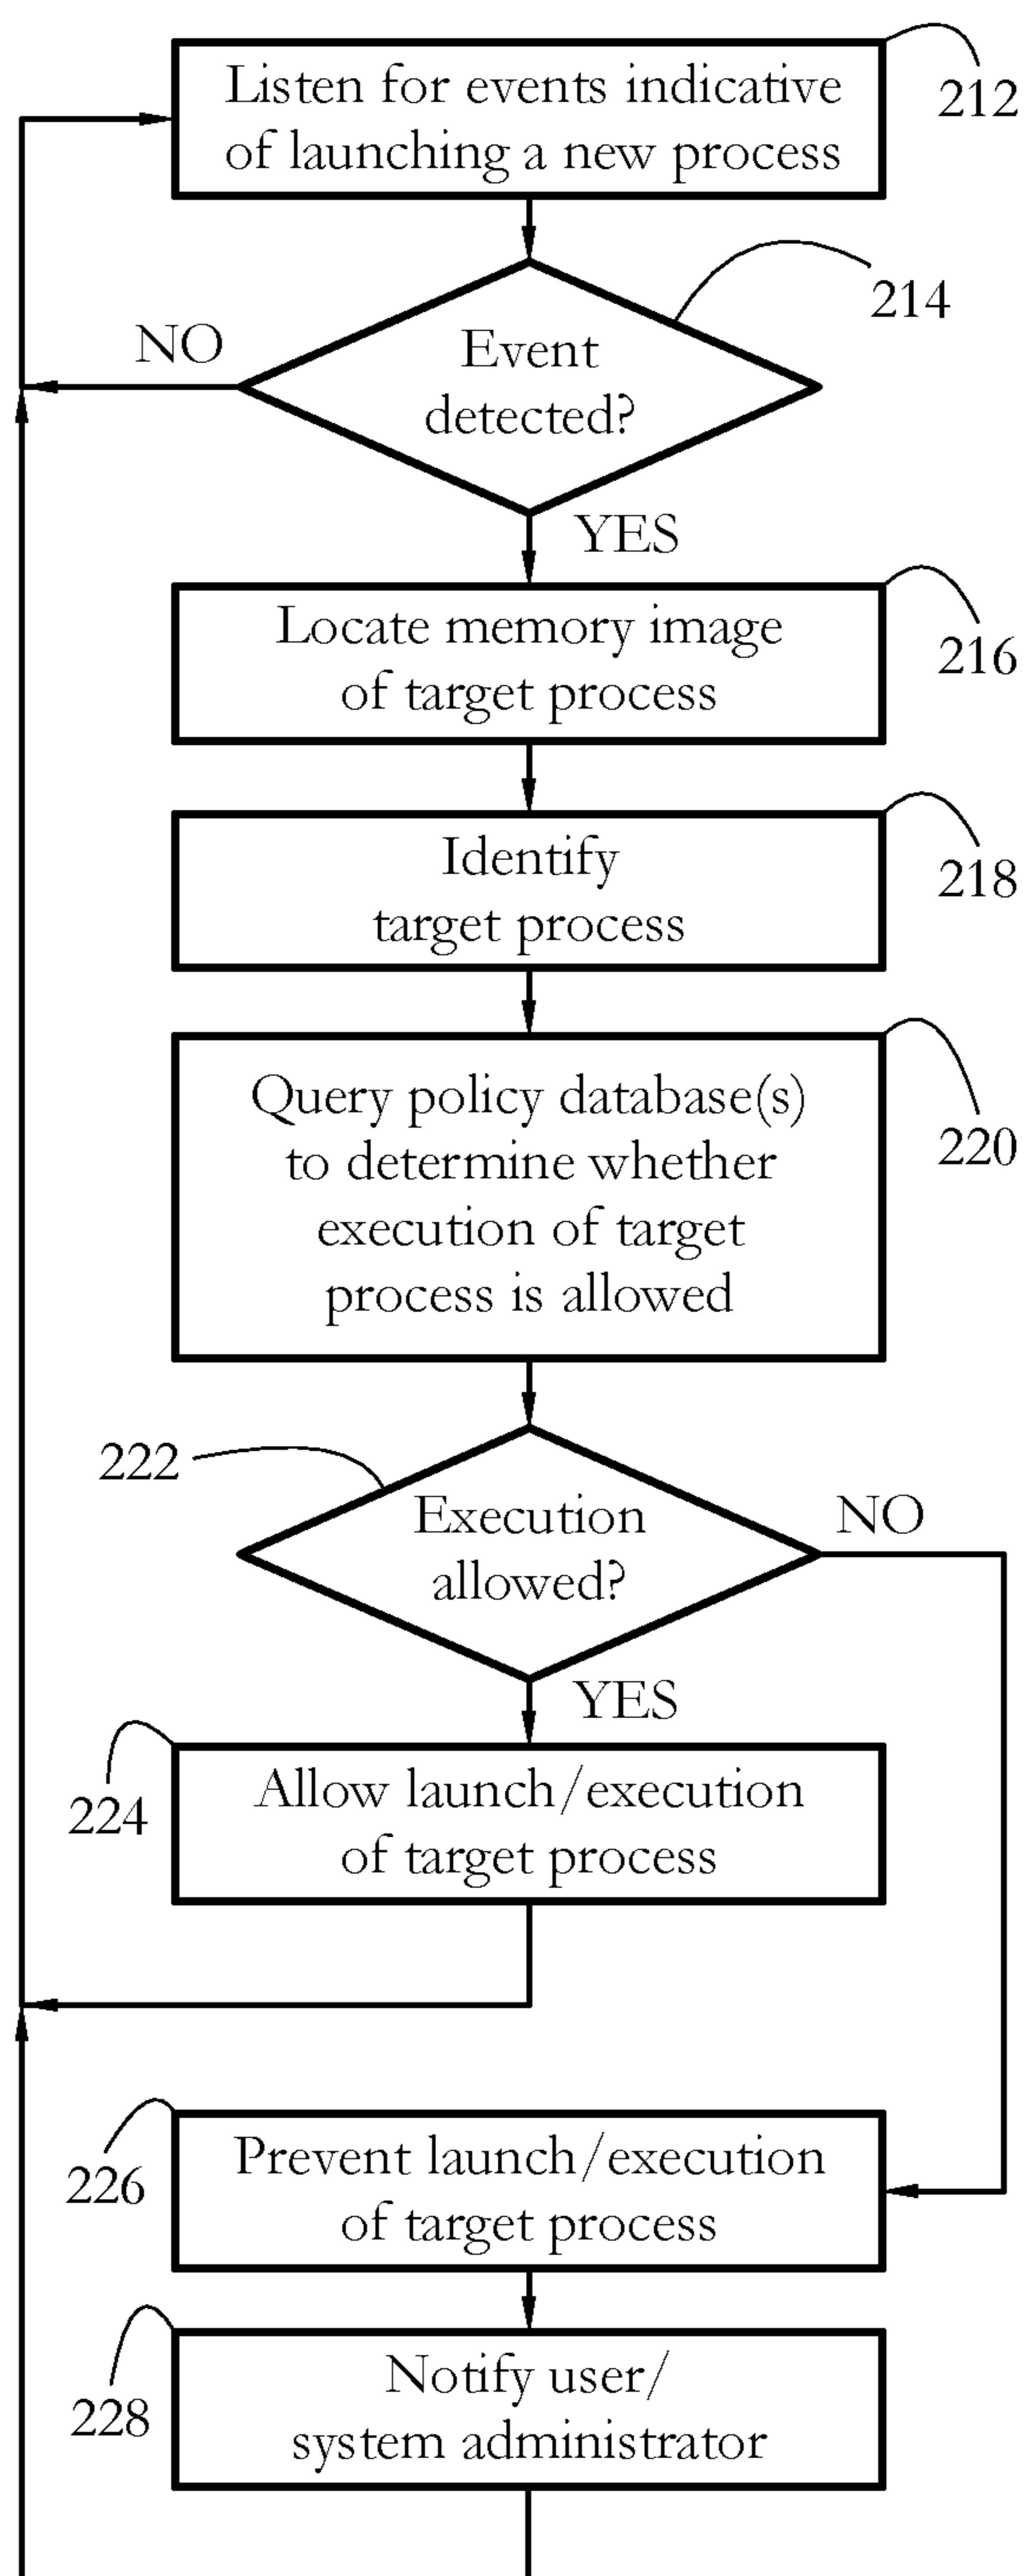 Listen for events indicative
of launching a new process
212
214
Event
detected?
NO
YES
Locate memory image
of target process
216
Identify
target process
218
Query policy database(s)
to determine whether
execution of target
process is allowed
220
222
Execution
allowed?
NO
YES
Allow launch/execution
of target process
224
Prevent launch/execution
of target process
226
Notify user/
system administrator
228